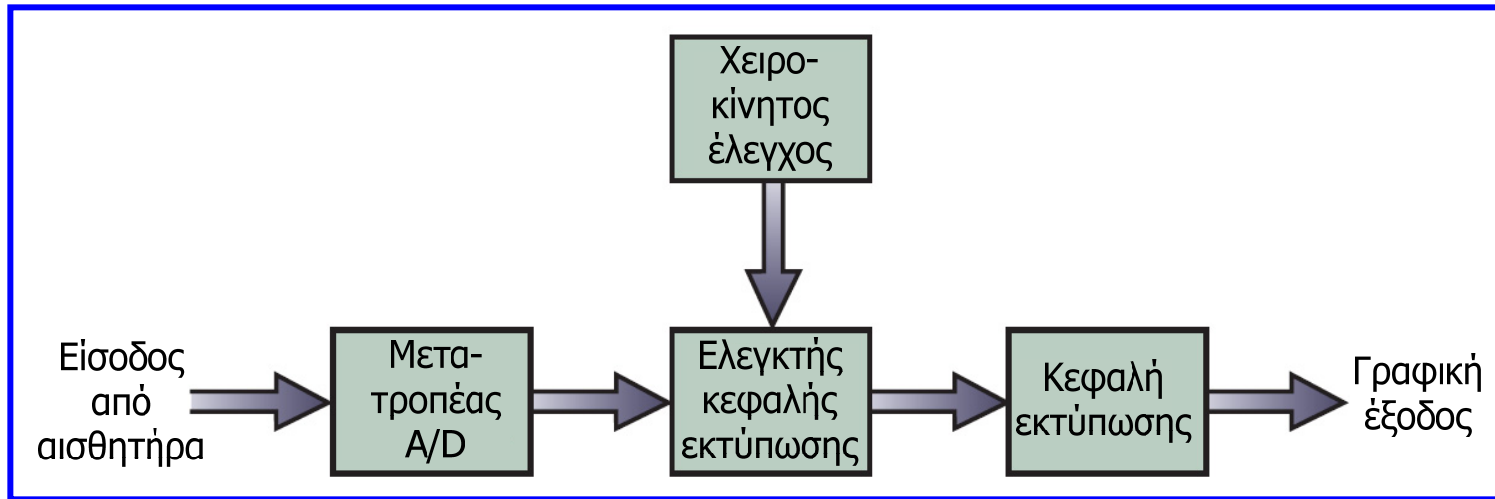 Χειρο-
κίνητος
έλεγχος
Είσοδος
από
αισθητήρα
Μετα-
τροπέας
A/D
Ελεγκτής
κεφαλής
εκτύπωσης
Κεφαλή
εκτύπωσης
Γραφική
έξοδος